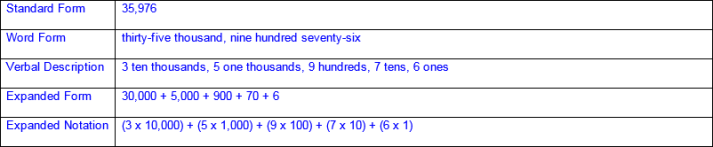 Standard Form 35,976
Word Form thirty-five thousand, nine hundred seventy-six
Verbal Description 3 ten thousands, 5 one thousands, 9 hundreds, 7 tens, 6 ones
Expanded Form 30,000 + 5,000 + 900 + 70 + 6
Expanded Notation (3 x 10,000) + (5 x 1,000) + (9 x 100) + (7 x 10) + (6 x 1)